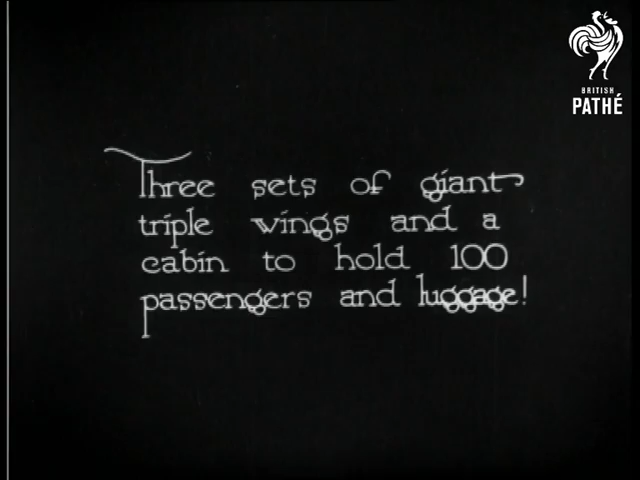 BRITISH
PATHÉ
Three sets of giant
triple wings and a
cabin to hold 100
passengers and luggage!